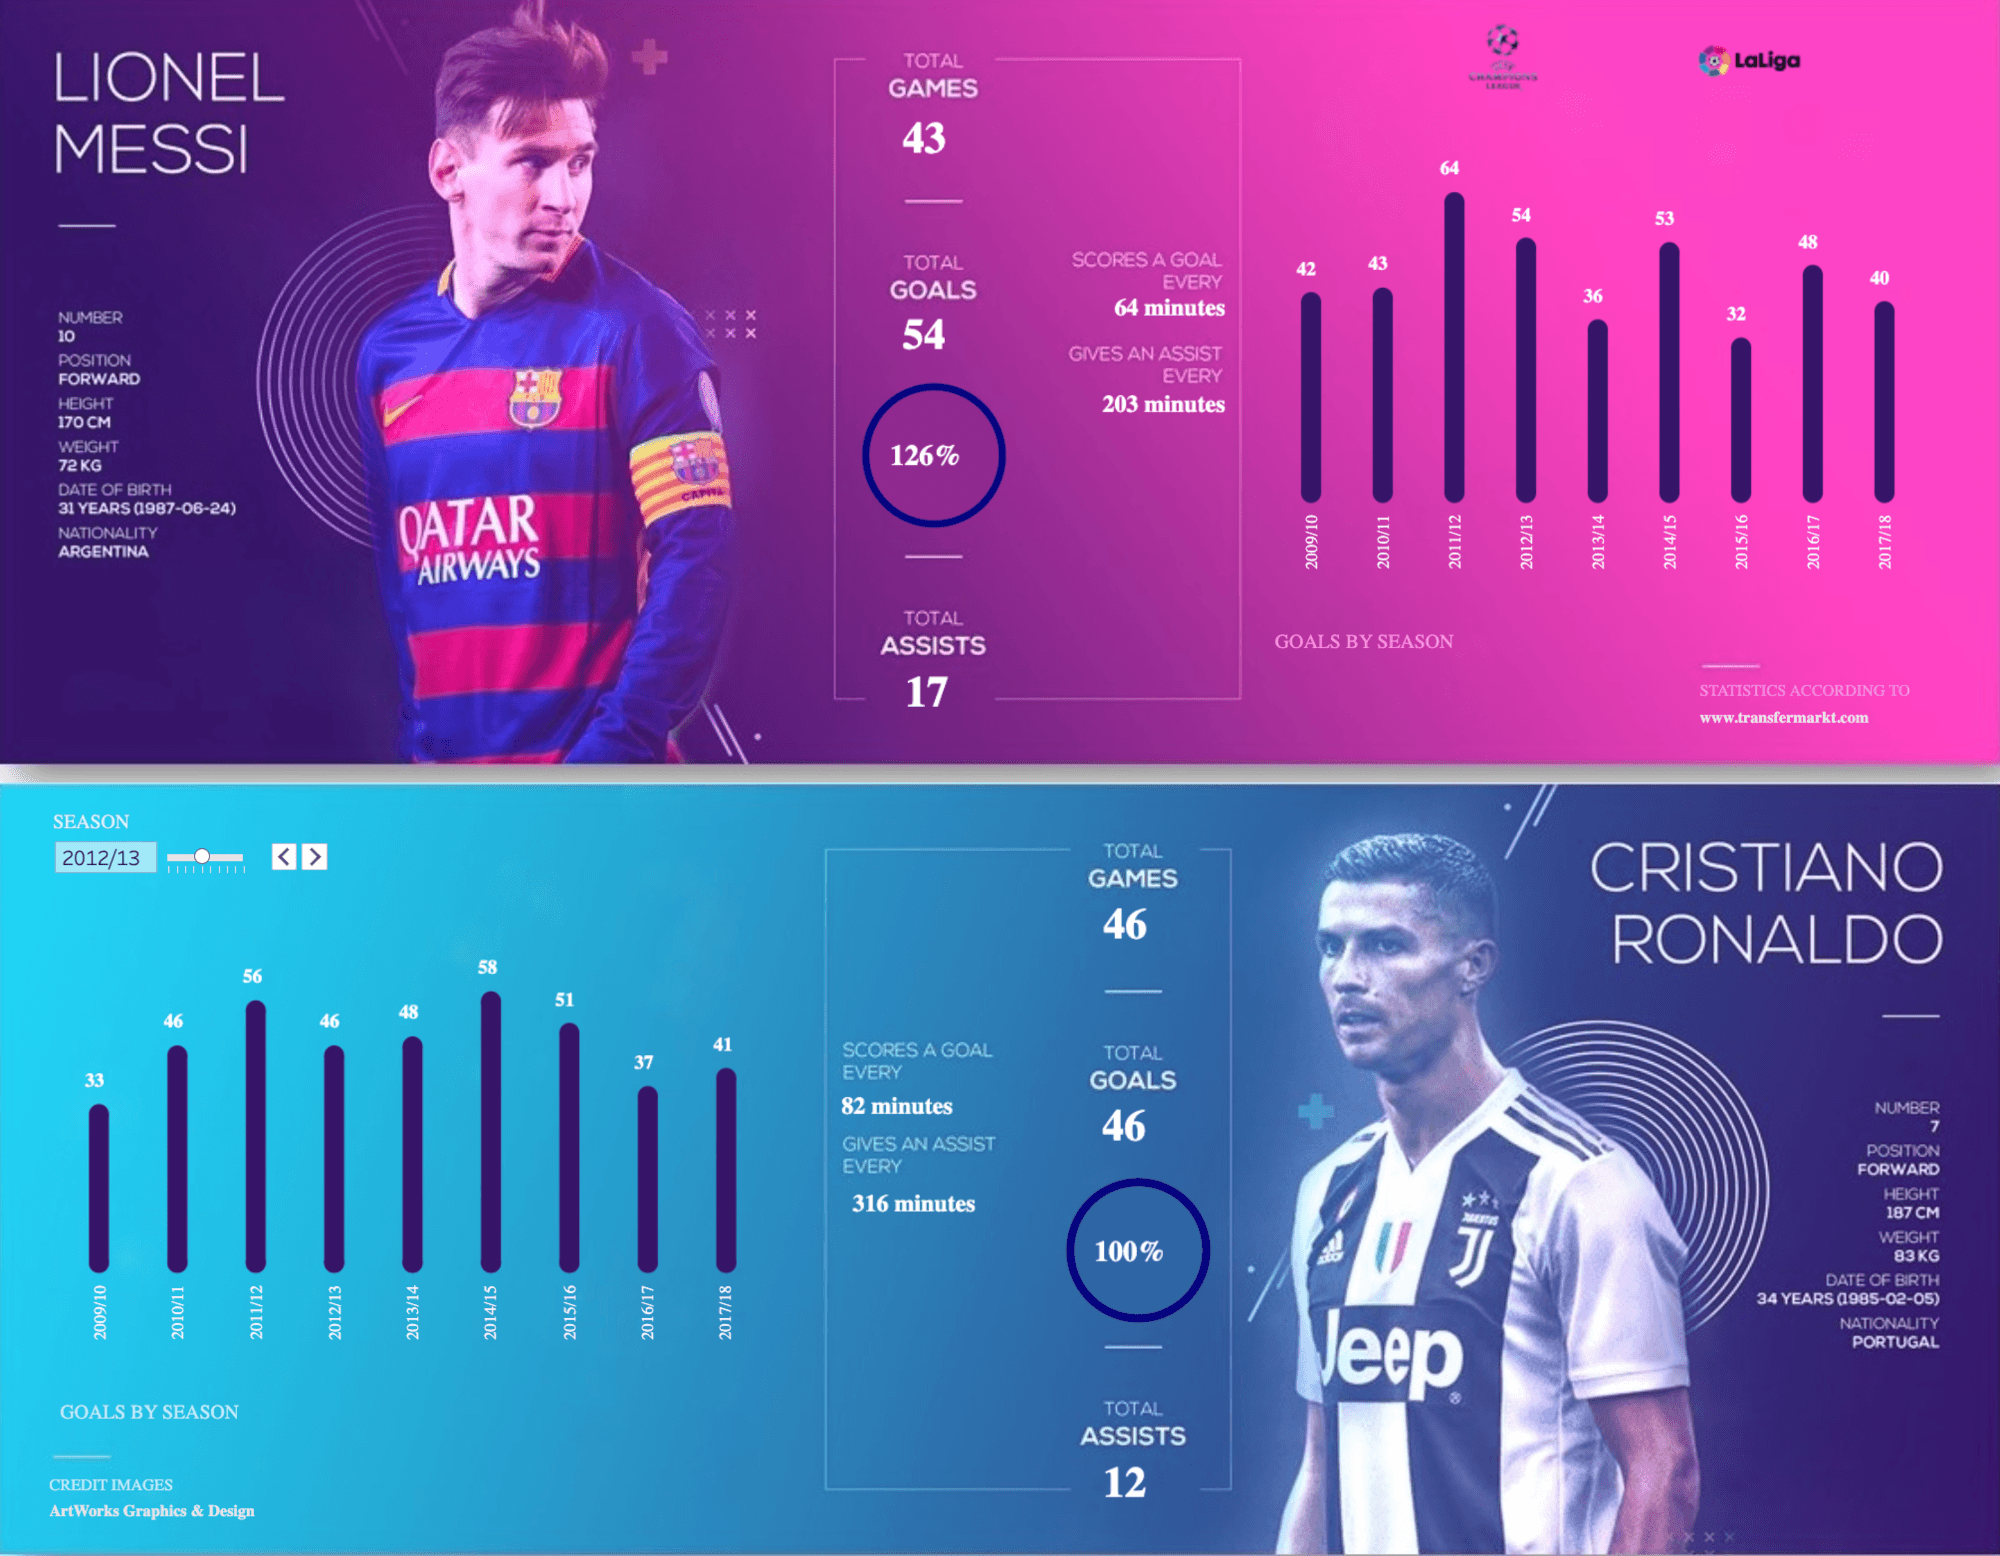 LIONEL
MESSI
NUMBER
10
POSITION
FORWARD
HEIGHT
170 CM
WEIGHT
72 KG
DATE OF BIRTH
31 YEARS (1987-06-24)
NATIONALITY
ARGENTINA
QATAR
AIRWAYS
TOTAL
GAMES
43
TOTAL
GOALS
54
126%
TOTAL
ASSISTS
17
SCORES A GOAL
EVERY
64 minutes
GIVES AN ASSIST
EVERY
203 minutes
CHAMPIONS
LEAGUE
LaLiga
42
43
64
54
36
53
32
48
40
2009/10
2010/11
2011/12
2012/13
2013/14
2014/15
2015/16
2016/17
2017/18
GOALS BY SEASON
STATISTICS ACCORDING TO
www.transfermarkt.com
SEASON
2012/13
33
46
56
46
48
58
51
37
41
2009/10
2010/11
2011/12
2012/13
2013/14
2014/15
2015/16
2016/17
2017/18
GOALS BY SEASON
CREDIT IMAGES
ArtWorks Graphics & Design
SCORES A GOAL
EVERY
82 minutes
GIVES AN ASSIST
EVERY
316 minutes
TOTAL
GAMES
46
TOTAL
GOALS
46
100%
TOTAL
ASSISTS
12
JUVENTUS
adidas
Jeep
®
CRISTIANO
RONALDO
NUMBER
7
POSITION
FORWARD
HEIGHT
187 CM
WEIGHT
83 KG
DATE OF BIRTH
34 YEARS (1985-02-05)
NATIONALITY
PORTUGAL